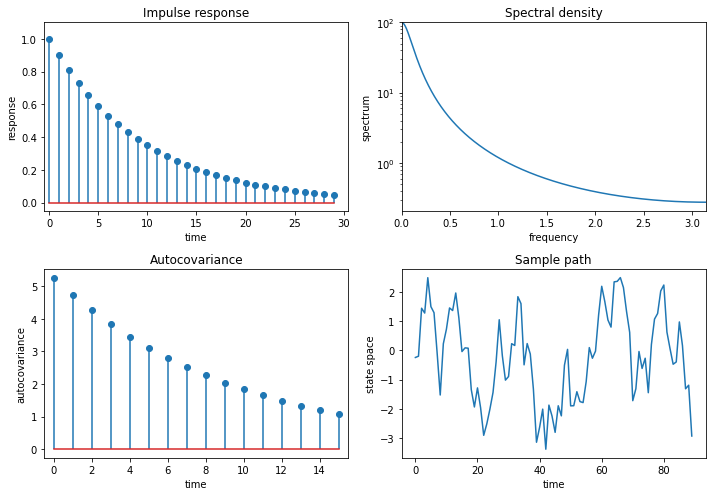 Impulse response
response
1.0
0.8
0.6
0.4
0.2
0.0
0 5 10 15 20 25 30
time
Spectral density
spectrum
10²
10¹
10⁰
0.0 0.5 1.0 1.5 2.0 2.5 3.0
frequency
Autocovariance
autocovariance
5
4
3
2
1
0
0 2 4 6 8 10 12 14
time
Sample path
state space
2
1
0
−1
−2
−3
0 20 40 60 80
time